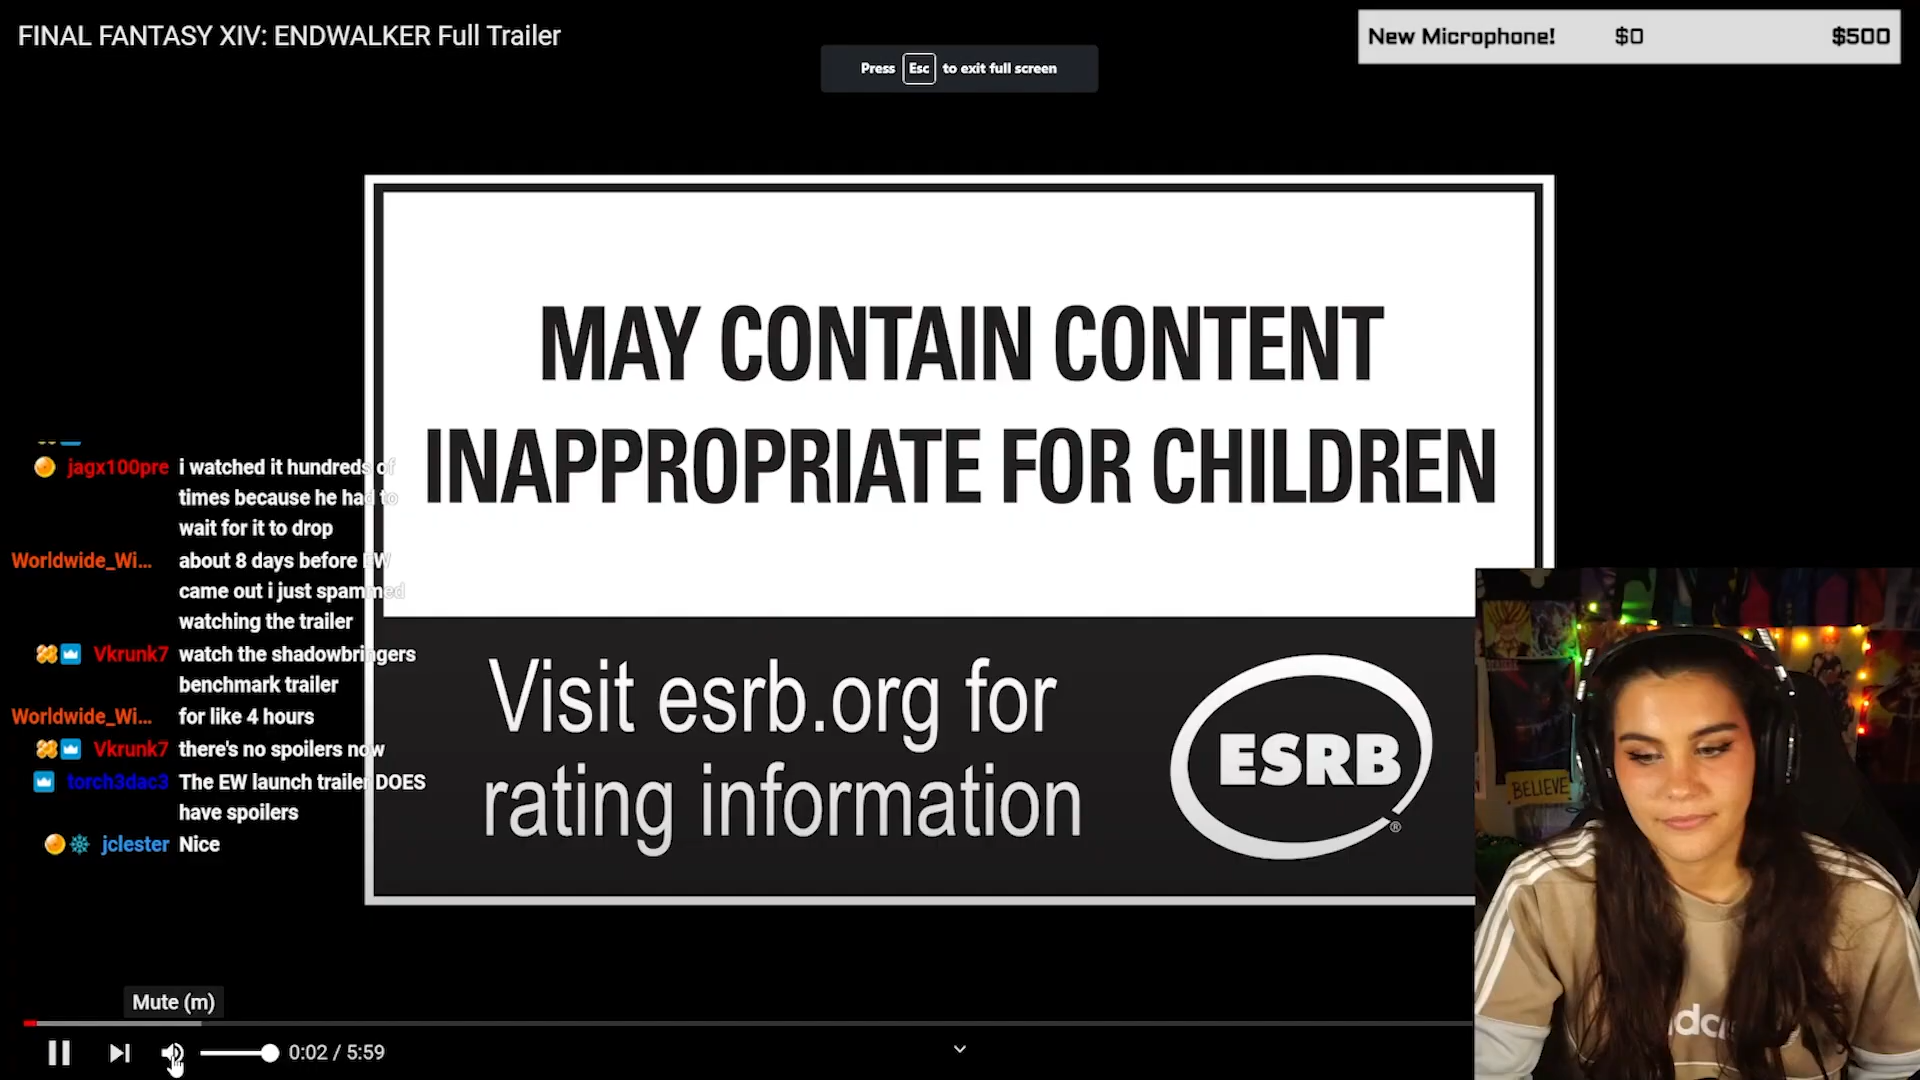 FINAL FANTASY XIV: ENDWALKER Full Trailer
Press Esc to exit full screen
New Microphone! $0 $500
MAY CONTAIN CONTENT
INAPPROPRIATE FOR CHILDREN
Visit esrb.org for
rating information
ESRB
®
jagx100pre i watched it hundreds of
times because he had to
wait for it to drop
Worldwide_Wi... about 8 days before EW
came out i just spammed
watching the trailer
Vkrunk7 watch the shadowbringers
benchmark trailer
Worldwide_Wi... for like 4 hours
Vkrunk7 there's no spoilers now
torch3dac3 The EW launch trailer DOES
have spoilers
jclester Nice
BELIEVE
Mute (m)
0:02 / 5:59